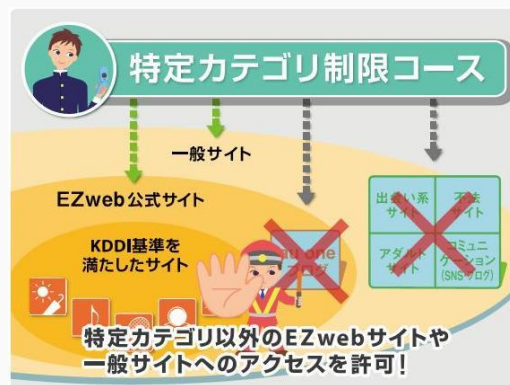 特定カテゴリ制限コース
一般サイト
EZweb公式サイト
KDDI基準を
満たしたサイト
au one
ブログ
出会い系
サイト
不法
サイト
アダルト
サイト
コミュニ
ケーション
(SNS・ブログ)
特定カテゴリ以外のEZwebサイトや
一般サイトへのアクセスを許可!